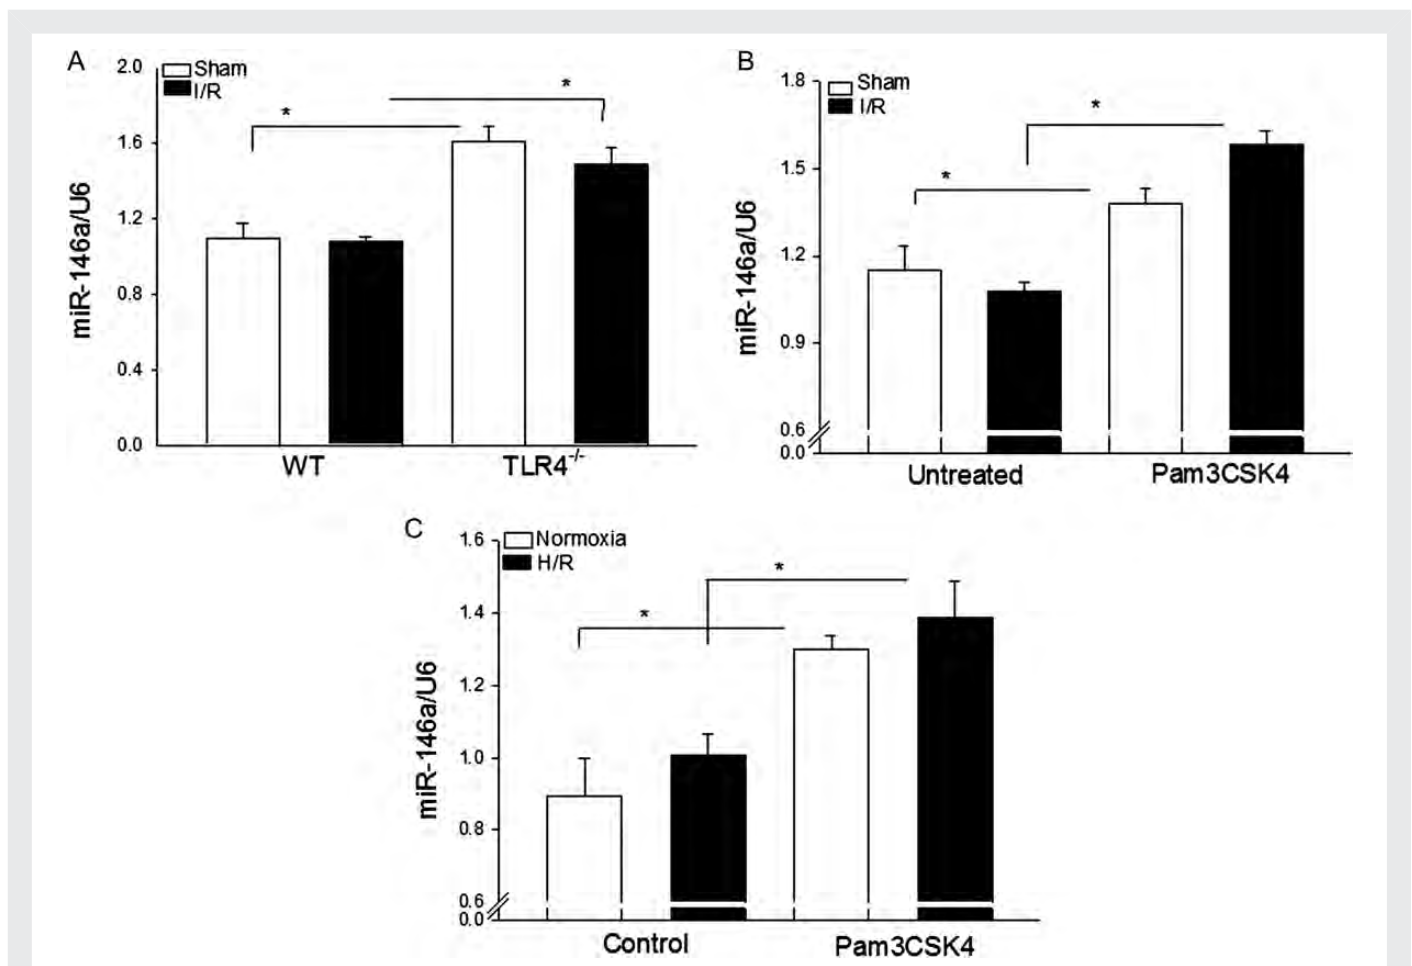 A
2.0
Sham
I/R
*
*
1.6
1.2
0.8
0.4
0.0
miR-146a/U6
WT
TLR4-/-
B
1.8
Sham
I/R
*
*
1.5
1.2
0.9
0.6
0.0
miR-146a/U6
Untreated
Pam3CSK4
C
1.6
Normoxia
H/R
*
*
1.4
1.2
1.0
0.8
0.6
0.0
miR-146a/U6
Control
Pam3CSK4